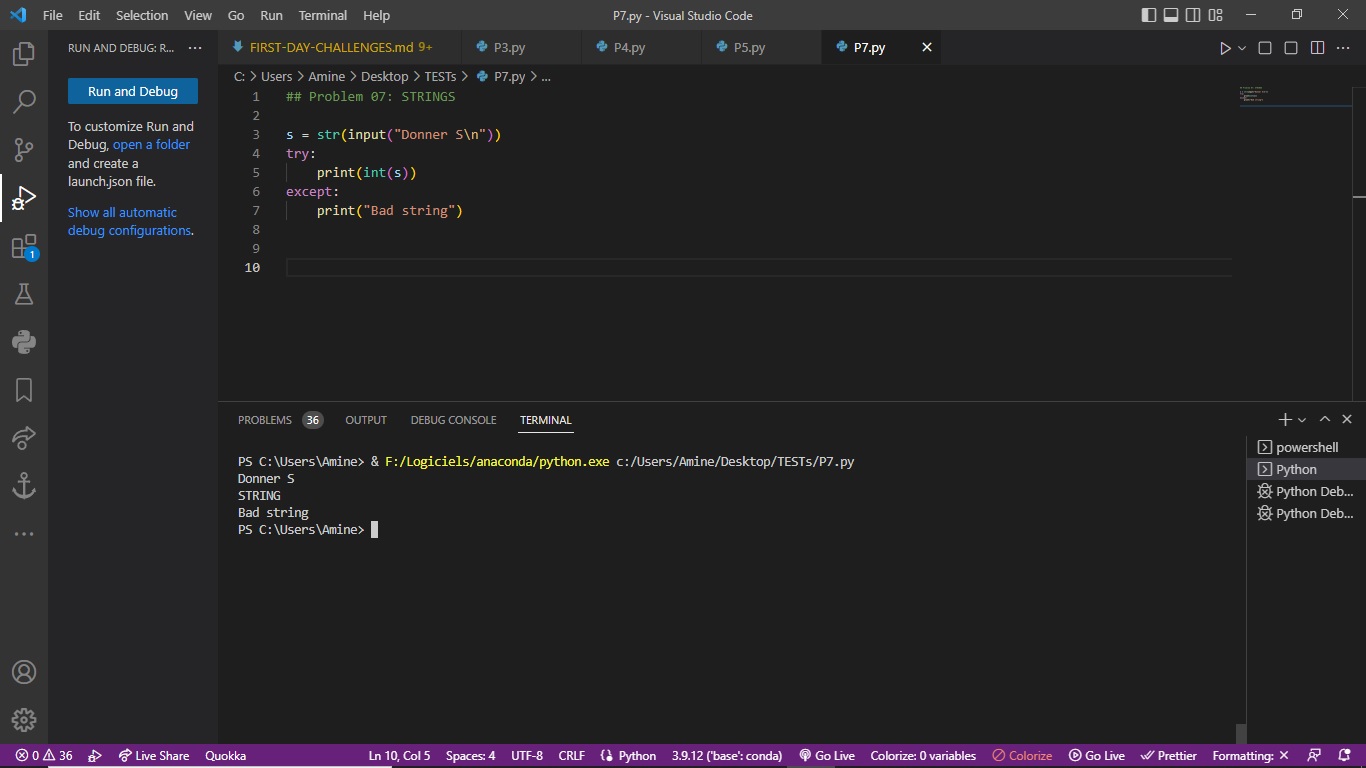 File Edit Selection View Go Run Terminal Help P7.py - Visual Studio Code
RUN AND DEBUG: R... ···
Run and Debug
To customize Run and
Debug, open a folder
and create a
launch.json file.
Show all automatic
debug configurations.
1
FIRST-DAY-CHALLENGES.md 9+ P3.py P4.py P5.py P7.py
C: > Users > Amine > Desktop > TESTs > P7.py > ...
1 ## Problem 07: STRINGS
2
3 s = str(input("Donner S\n"))
4 try:
5     print(int(s))
6 except:
7     print("Bad string")
8
9
10
PROBLEMS 36 OUTPUT DEBUG CONSOLE TERMINAL
PS C:\Users\Amine> & F:/Logiciels/anaconda/python.exe c:/Users/Amine/Desktop/TESTs/P7.py
Donner S
STRING
Bad string
PS C:\Users\Amine>
powershell
Python
Python Deb...
Python Deb...
0 36 Live Share Quokka Ln 10, Col 5 Spaces: 4 UTF-8 CRLF Python 3.9.12 ('base': conda) Go Live Colorize: 0 variables Colorize Go Live Prettier Formatting: ×